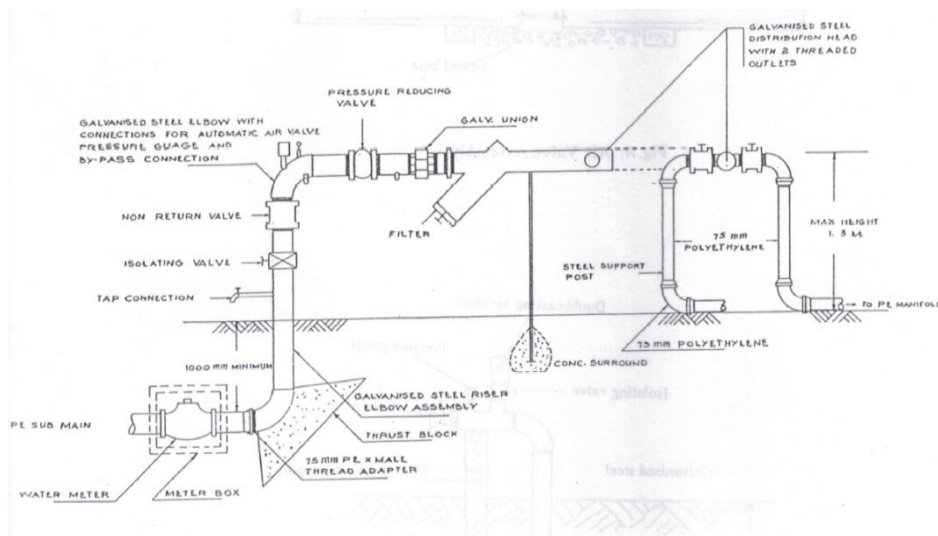 GALVANISED STEEL
DISTRIBUTION HEAD
WITH 2 THREADED
OUTLETS
Gravel base
PRESSURE REDUCING
VALVE
GALVANISED STEEL ELBOW WITH
CONNECTIONS FOR AUTOMATIC AIR VALVE
PRESSURE GUAGE AND
BY-PASS CONNECTION
GALV. UNION
NON RETURN VALVE
FILTER
MAX HEIGHT
1.3 M.
75 mm
POLYETHYLENE
ISOLATING VALVE
STEEL SUPPORT
POST
TAP CONNECTION
Double acting air valve
TO PE MANIFOLD
75 mm POLYETHYLENE
Pressure gauge
1000 mm MINIMUM
CONC. SURROUND
Isolating valve
GALVANISED STEEL RISER
ELBOW ASSEMBLY
PE SUB MAIN
THRUST BLOCK
75 mm PE X MALE
THREAD ADAPTER
WATER METER
METER BOX